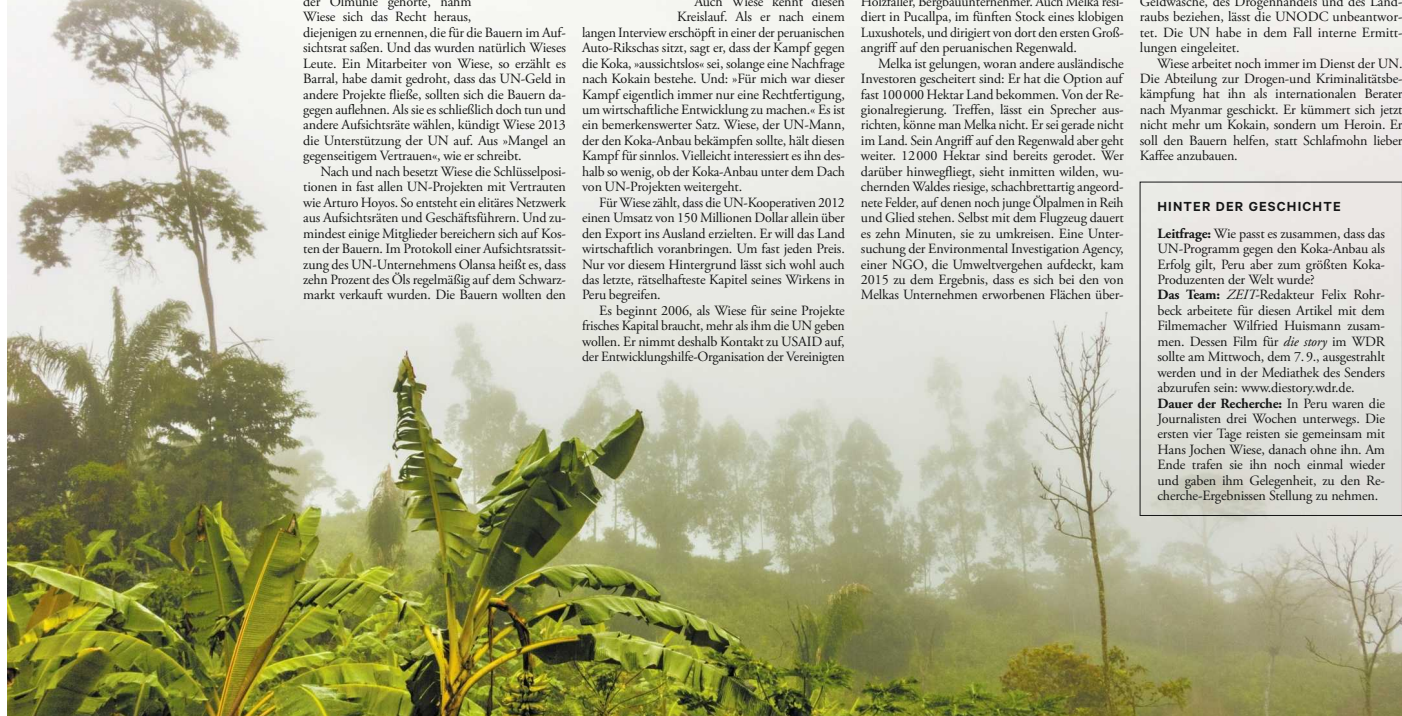 der Ölmühle gehörte, nahm
Wiese sich das Recht heraus,
diejenigen zu ernennen, die für die Bauern im Auf-
sichtsrat saßen. Und das wurden natürlich Wieses
Leute. Ein Mitarbeiter von Wiese, so erzählt es
Barral, habe damit gedroht, dass das UN-Geld in
andere Projekte fließe, sollten sich die Bauern da-
gegen auflehnen. Als sie es schließlich doch tun und
andere Aufsichtsräte wählen, kündigt Wiese 2013
die Unterstützung der UN auf. Aus »Mangel an
gegenseitigem Vertrauen«, wie er schreibt.
Nach und nach besetzt Wiese die Schlüsselposi-
tionen in fast allen UN-Projekten mit Vertrauten
wie Arturo Hoyos. So entsteht ein elitäres Netzwerk
aus Aufsichtsräten und Geschäftsführern. Und zu-
mindest einige Mitglieder bereichern sich auf Kos-
ten der Bauern. Im Protokoll einer Aufsichtsratssit-
zung des UN-Unternehmens Olansa heißt es, dass
zehn Prozent des Öls regelmäßig auf dem Schwarz-
markt verkauft wurden. Die Bauern wollten den
Auch Wiese kennt diesen
Kreislauf. Als er nach einem
langen Interview erschöpft in einer der peruanischen
Auto-Rikschas sitzt, sagt er, dass der Kampf gegen
die Koka, »aussichtslos« sei, solange eine Nachfrage
nach Kokain bestehe. Und: »Für mich war dieser
Kampf eigentlich immer nur eine Rechtfertigung,
um wirtschaftliche Entwicklung zu machen.« Es ist
ein bemerkenswerter Satz. Wiese, der UN-Mann,
der den Koka-Anbau bekämpfen sollte, hält diesen
Kampf für sinnlos. Vielleicht interessiert es ihn des-
halb so wenig, ob der Koka-Anbau unter dem Dach
von UN-Projekten weitergeht.
Für Wiese zählt, dass die UN-Kooperativen 2012
einen Umsatz von 150 Millionen Dollar allein über
den Export ins Ausland erzielten. Er will das Land
wirtschaftlich voranbringen. Um fast jeden Preis.
Nur vor diesem Hintergrund lässt sich wohl auch
das letzte, rätselhafteste Kapitel seines Wirkens in
Peru begreifen.
Es beginnt 2006, als Wiese für seine Projekte
frisches Kapital braucht, mehr als ihm die UN geben
wollen. Er nimmt deshalb Kontakt zu USAID auf,
der Entwicklungshilfe-Organisation der Vereinigten
Holzfäller, Bergbauunternehmer. Auch Melka resi-
diert in Pucallpa, im fünften Stock eines klobigen
Luxushotels, und dirigiert von dort den ersten Groß-
angriff auf den peruanischen Regenwald.
Melka ist gelungen, woran andere ausländische
Investoren gescheitert sind: Er hat die Option auf
fast 100 000 Hektar Land bekommen. Von der Re-
gionalregierung. Treffen, lässt ein Sprecher aus-
richten, könne man Melka nicht. Er sei gerade nicht
im Land. Sein Angriff auf den Regenwald aber geht
weiter. 12 000 Hektar sind bereits gerodet. Wer
darüber hinwegfliegt, sieht inmitten wilden, wu-
chernden Waldes riesige, schachbrettartig angeord-
nete Felder, auf denen noch junge Ölpalmen in Reih
und Glied stehen. Selbst mit dem Flugzeug dauert
es zehn Minuten, sie zu umkreisen. Eine Unter-
suchung der Environmental Investigation Agency,
einer NGO, die Umweltvergehen aufdeckt, kam
2015 zu dem Ergebnis, dass es sich bei den von
Melkas Unternehmen erworbenen Flächen über-
Geldwäsche, des Drogenhandels und des Land-
raubs beziehen, lässt die UNODC unbeantwor-
tet. Die UN habe in dem Fall interne Ermitt-
lungen eingeleitet.
Wiese arbeitet noch immer im Dienst der UN.
Die Abteilung zur Drogen-und Kriminalitätsbe-
kämpfung hat ihn als internationalen Berater
nach Myanmar geschickt. Er kümmert sich jetzt
nicht mehr um Kokain, sondern um Heroin. Er
soll den Bauern helfen, statt Schlafmohn lieber
Kaffee anzubauen.
HINTER DER GESCHICHTE
Leitfrage: Wie passt es zusammen, dass das
UN-Programm gegen den Koka-Anbau als
Erfolg gilt, Peru aber zum größten Koka-
Produzenten der Welt wurde?
Das Team: ZEIT-Redakteur Felix Rohr-
beck arbeitete für diesen Artikel mit dem
Filmemacher Wilfried Huismann zusam-
men. Dessen Film für die story im WDR
sollte am Mittwoch, dem 7. 9., ausgestrahlt
werden und in der Mediathek des Senders
abzurufen sein: www.diestory.wdr.de.
Dauer der Recherche: In Peru waren die
Journalisten drei Wochen unterwegs. Die
ersten vier Tage reisten sie gemeinsam mit
Hans Jochen Wiese, danach ohne ihn. Am
Ende trafen sie ihn noch einmal wieder
und gaben ihm Gelegenheit, zu den Re-
cherche-Ergebnissen Stellung zu nehmen.